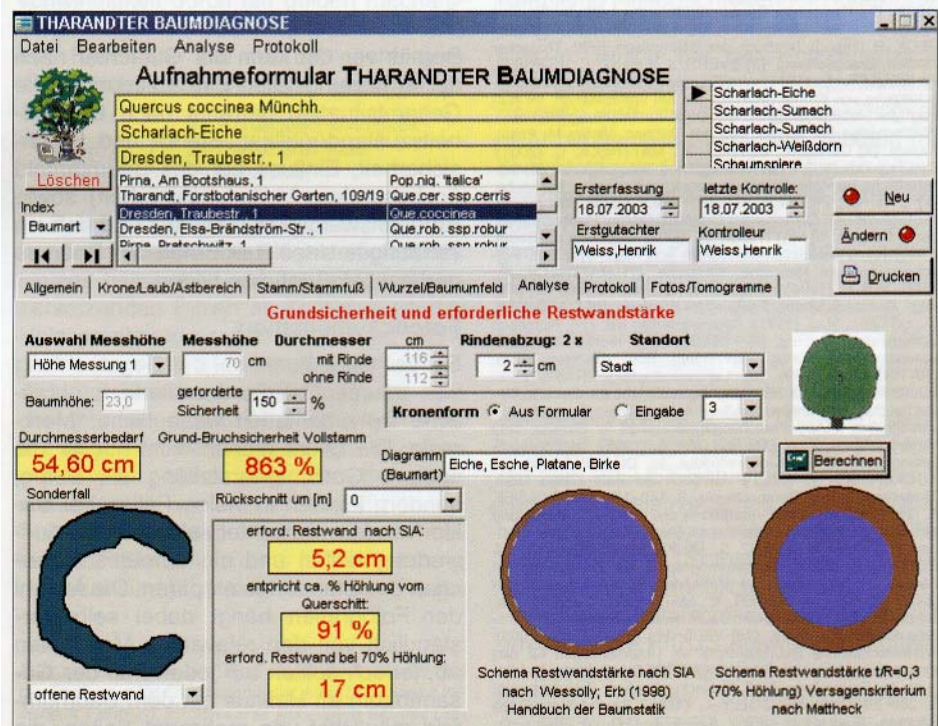 THARANDTER BAUMDIAGNOSE
Datei Bearbeiten Analyse Protokoll
Aufnahmeformular THARANDTER BAUMDIAGNOSE
Quercus coccinea Münchh.
Scharlach-Eiche
Dresden, Traubestr., 1
Scharlach-Eiche
Scharlach-Sumach
Scharlach-Sumach
Scharlach-Weißdorn
Schaumspiere
Löschen
Index
Baumart
Pirna, Am Bootshaus, 1 Pop.nig. 'Italica'
Tharandt, Forstbotanischer Garten, 109/19 Que.cer. ssp.cerris
Dresden, Traubestr., 1 Que.coccinea
Dresden, Elsa-Brändström-Str., 1 Que.rob. ssp.robur
Pirna, Pratschwitz, 1 Que.rob. ssp.robur
Ersterfassung letzte Kontrolle:
18.07.2003 18.07.2003
Erstgutachter Kontrolleur
Weiss,Henrik Weiss,Henrik
Neu
Ändern
Drucken
Allgemein Krone/Laub/Astbereich Stamm/Stammfuß Wurzel/Baumumfeld Analyse Protokoll Fotos/Tomogramme
Grundsicherheit und erforderliche Restwandstärke
Auswahl Messhöhe Messhöhe Durchmesser cm Rindenabzug: 2 x Standort
Höhe Messung 1 70 cm mit Rinde 116 2 cm Stadt
ohne Rinde 112
Baumhöhe: 23,0 geforderte Sicherheit 150 %
Kronenform Aus Formular Eingabe 3
Durchmesserbedarf Grund-Bruchsicherheit Vollstamm
54,60 cm 863 %
Diagramm (Baumart) Eiche, Esche, Platane, Birke
Berechnen
Sonderfall
Rückschnitt um [m] 0
erford. Restwand nach SIA:
5,2 cm
entpricht ca. % Höhlung vom
Querschitt:
91 %
erford. Restwand bei 70% Höhlung:
17 cm
offene Restwand
Schema Restwandstärke nach SIA
nach Wessolly; Erb (1998)
Handbuch der Baumstatik
Schema Restwandstärke t/R=0,3
(70% Höhlung) Versagenskriterium
nach Mattheck